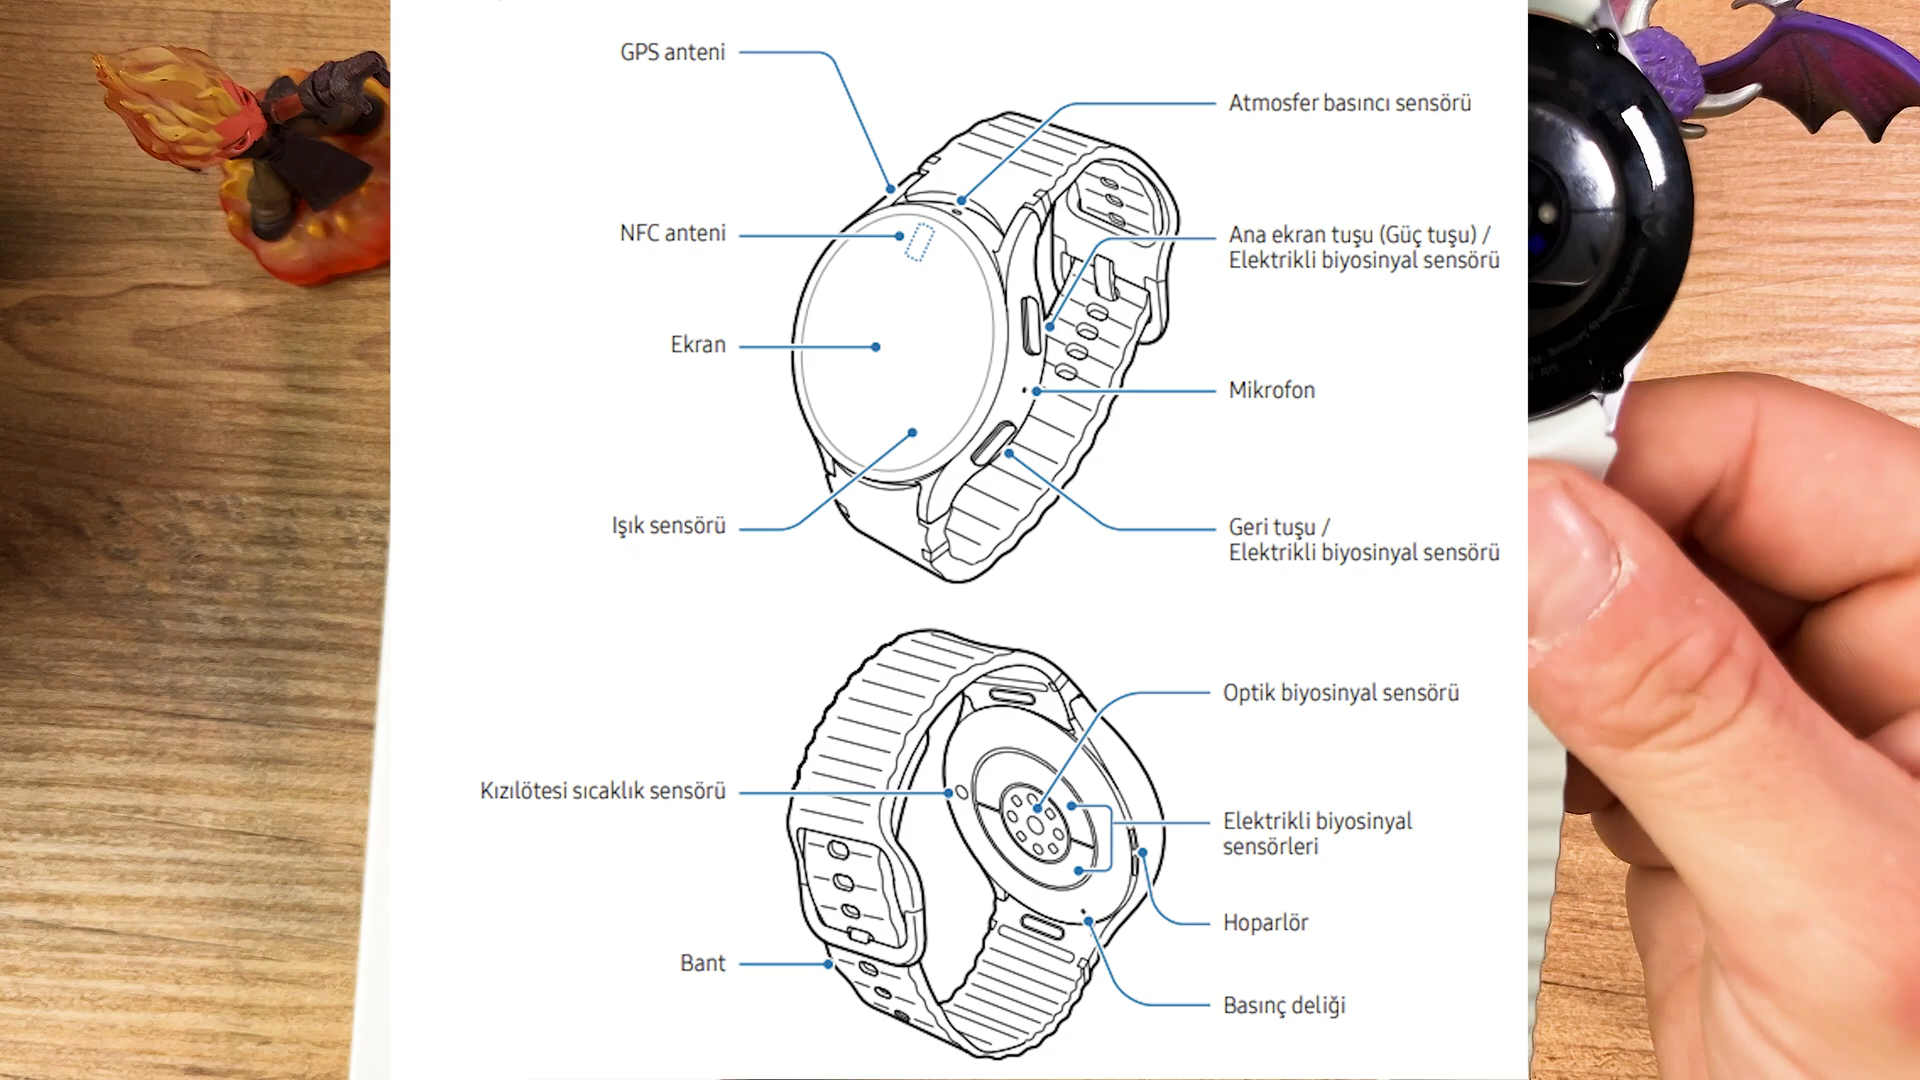 GPS anteni
Atmosfer basıncı sensörü
NFC anteni
Ana ekran tuşu (Güç tuşu) /
Elektrikli biyosinyal sensörü
Ekran
Mikrofon
Işık sensörü
Geri tuşu /
Elektrikli biyosinyal sensörü
Optik biyosinyal sensörü
Kızılötesi sıcaklık sensörü
Elektrikli biyosinyal
sensörleri
Hoparlör
Bant
Basınç deliği